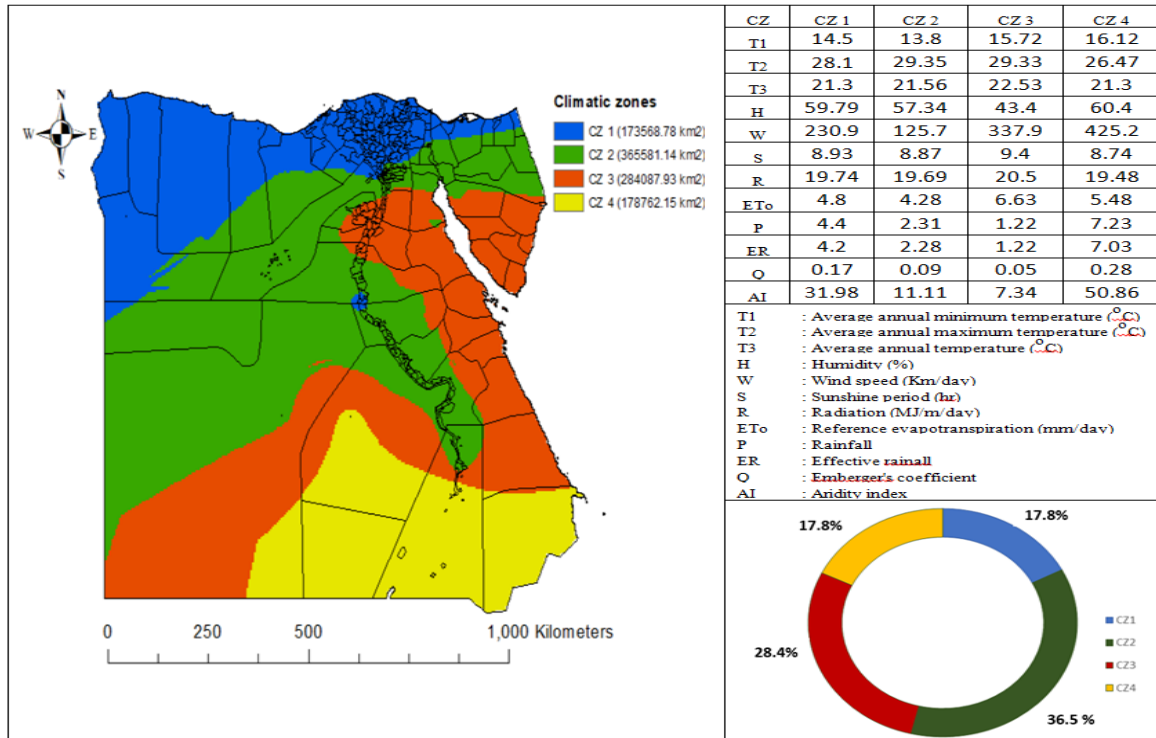 N
W E
S
Climatic zones
CZ 1 (173568.78 km2)
CZ 2 (365581.14 km2)
CZ 3 (284087.93 km2)
CZ 4 (178762.15 km2)
0 250 500 1,000 Kilometers
CZ CZ 1 CZ 2 CZ 3 CZ 4
T1 14.5 13.8 15.72 16.12
T2 28.1 29.35 29.33 26.47
T3 21.3 21.56 22.53 21.3
H 59.79 57.34 43.4 60.4
W 230.9 125.7 337.9 425.2
S 8.93 8.87 9.4 8.74
R 19.74 19.69 20.5 19.48
ETo 4.8 4.28 6.63 5.48
P 4.4 2.31 1.22 7.23
ER 4.2 2.28 1.22 7.03
Q 0.17 0.09 0.05 0.28
AI 31.98 11.11 7.34 50.86
T1 : Average annual minimum temperature (°C)
T2 : Average annual maximum temperature (°C)
T3 : Average annual temperature (°C)
H : Humidity (%)
W : Wind speed (Km/day)
S : Sunshine period (hr)
R : Radiation (MJ/m/day)
ETo : Reference evapotranspiration (mm/day)
P : Rainfall
ER : Effective rainall
Q : Emberger's coefficient
AI : Aridity index
17.8% 17.8%
28.4%
36.5 %
CZ1
CZ2
CZ3
CZ4